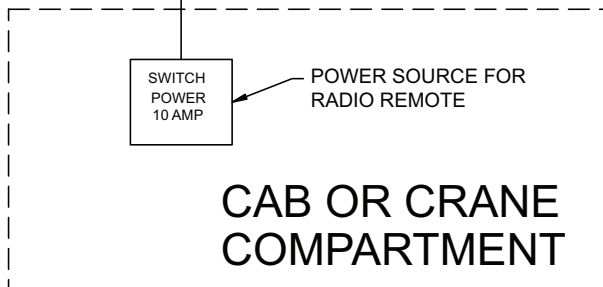 SWITCH
POWER
10 AMP
POWER SOURCE FOR
RADIO REMOTE
CAB OR CRANE
COMPARTMENT